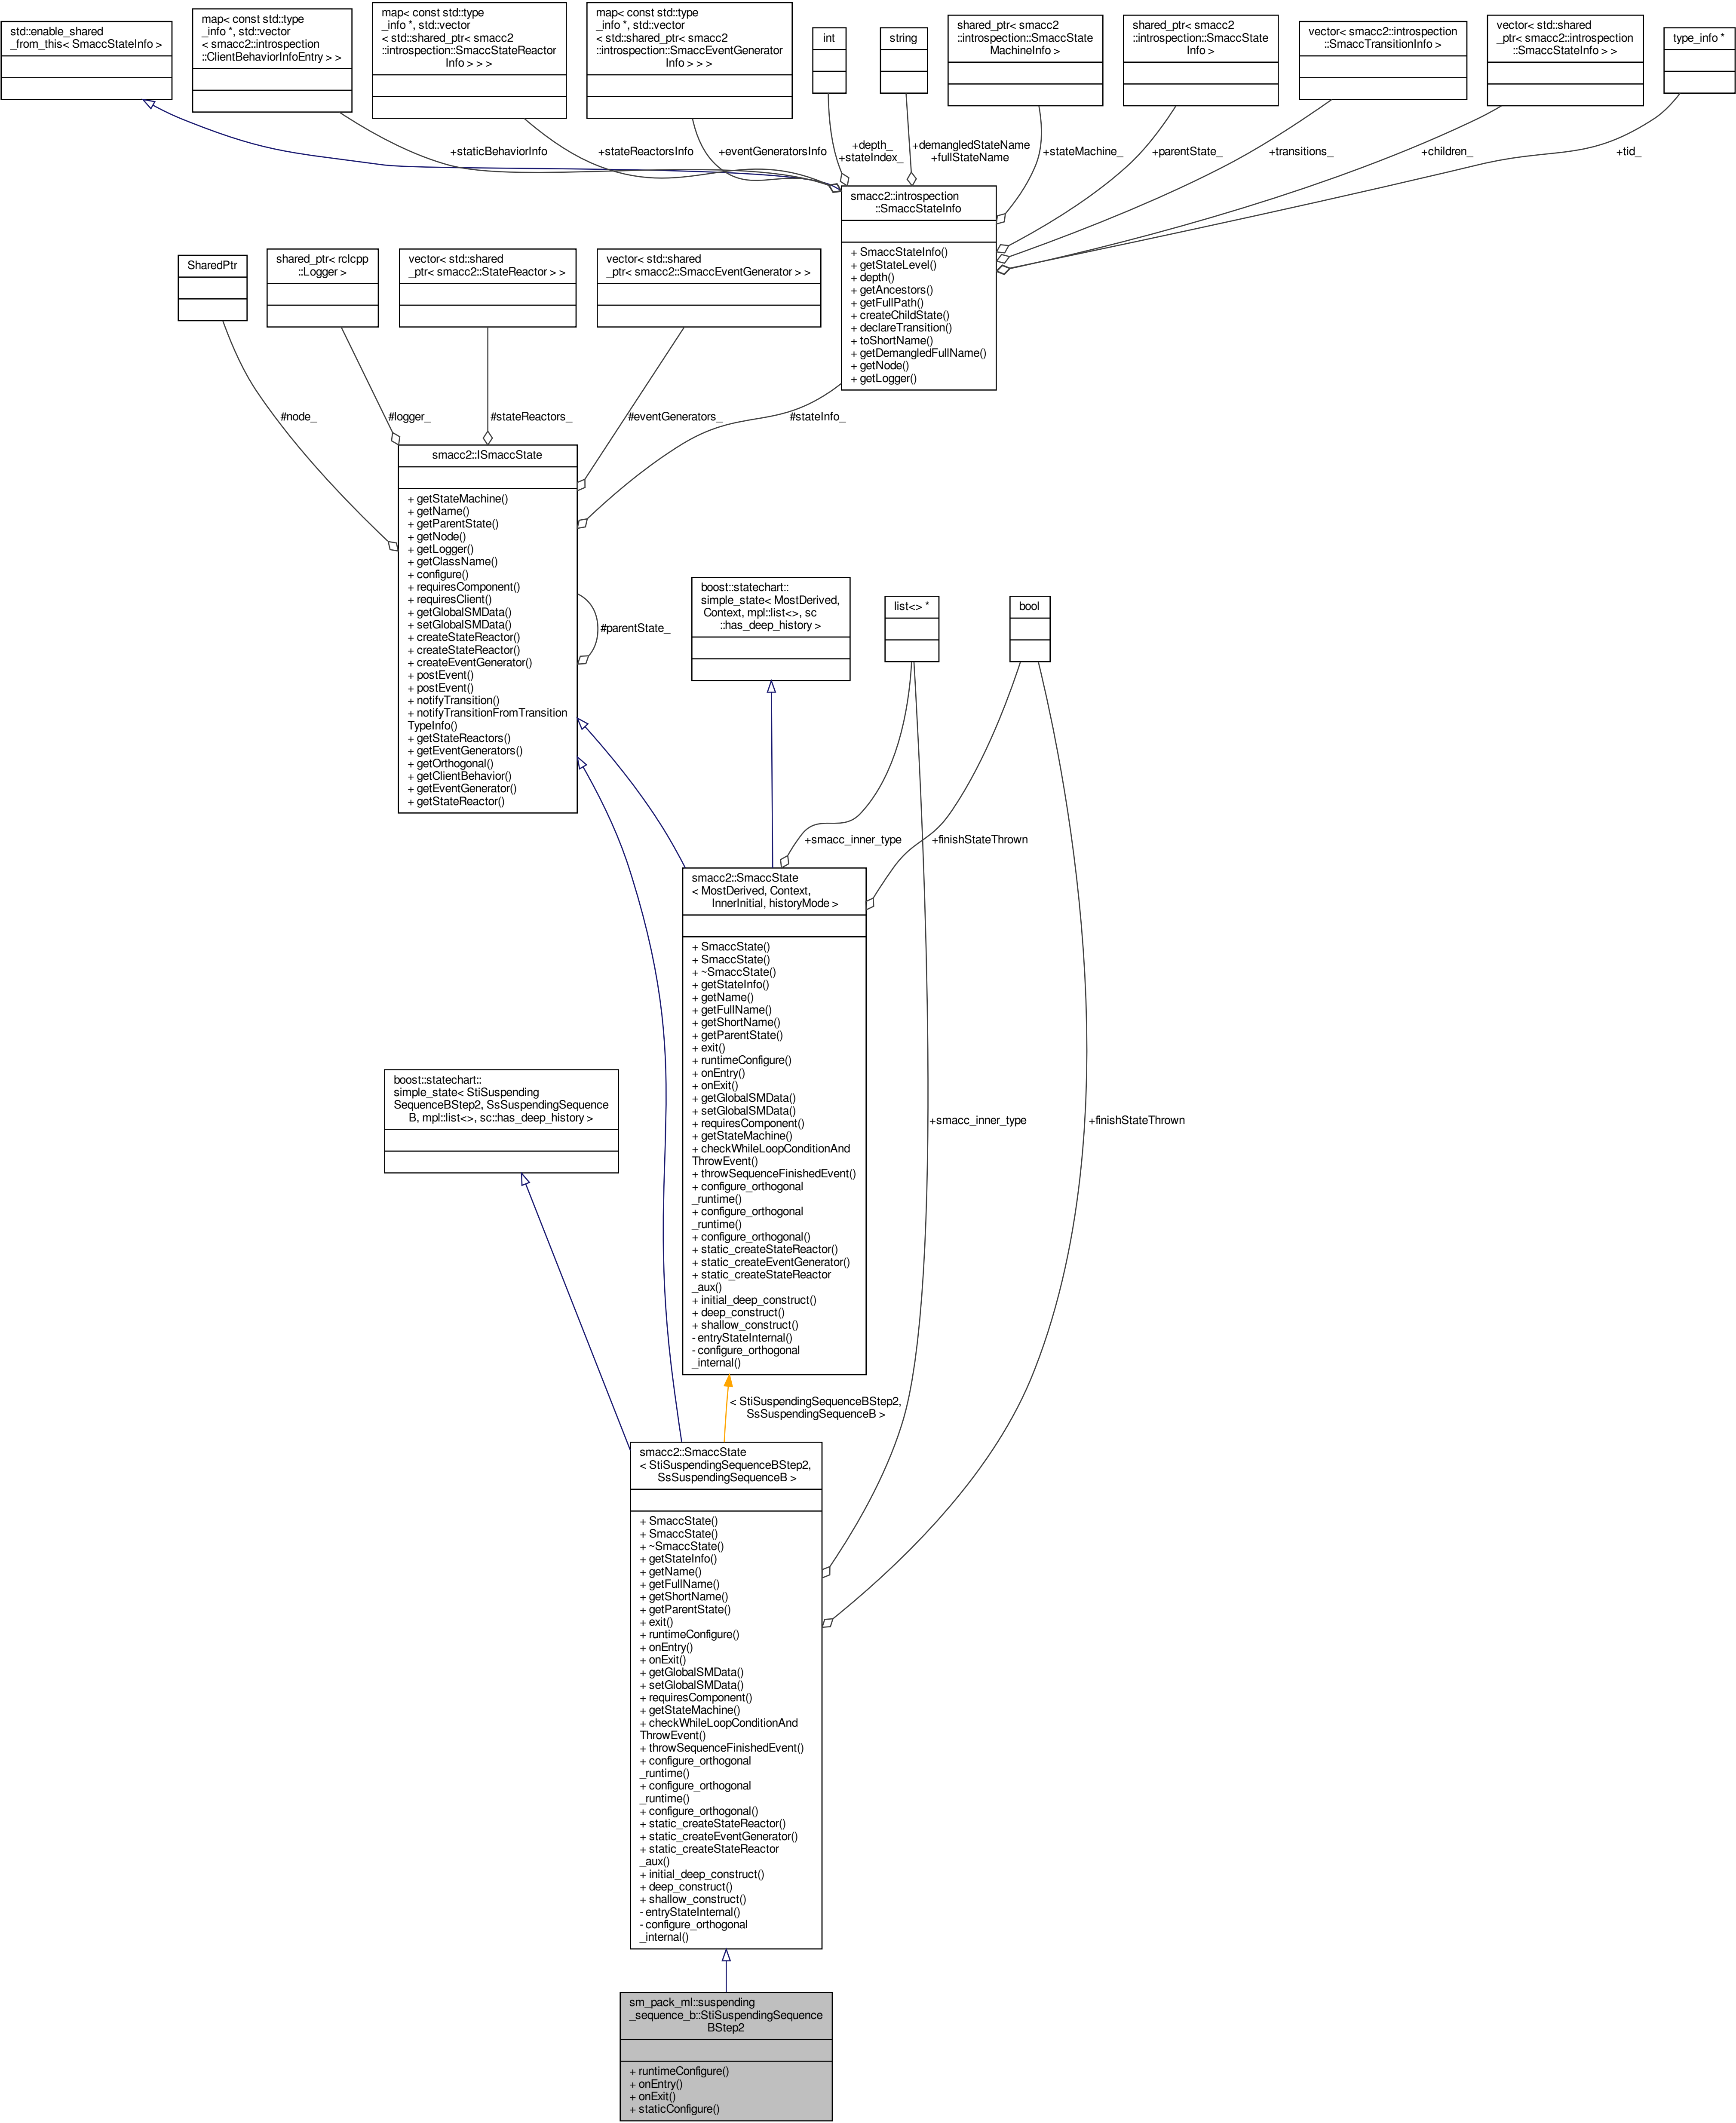 std::enable_shared
_from_this< SmaccStateInfo >
map< const std::type
_info *, std::vector
< smacc2::introspection
::ClientBehaviorInfoEntry > >
map< const std::type
_info *, std::vector
< std::shared_ptr< smacc2
::introspection::SmaccStateReactor
Info > > >
map< const std::type
_info *, std::vector
< std::shared_ptr< smacc2
::introspection::SmaccEventGenerator
Info > > >
int
string
shared_ptr< smacc2
::introspection::SmaccState
MachineInfo >
shared_ptr< smacc2
::introspection::SmaccState
Info >
vector< smacc2::introspection
::SmaccTransitionInfo >
vector< std::shared
_ptr< smacc2::introspection
::SmaccStateInfo > >
type_info *
+staticBehaviorInfo
+stateReactorsInfo
+eventGeneratorsInfo
+depth_
+stateIndex_
+demangledStateName
+fullStateName
+stateMachine_
+parentState_
+transitions_
+children_
+tid_
smacc2::introspection
::SmaccStateInfo
+ SmaccStateInfo()
+ getStateLevel()
+ depth()
+ getAncestors()
+ getFullPath()
+ createChildState()
+ declareTransition()
+ toShortName()
+ getDemangledFullName()
+ getNode()
+ getLogger()
SharedPtr
shared_ptr< rclcpp
::Logger >
vector< std::shared
_ptr< smacc2::StateReactor > >
vector< std::shared
_ptr< smacc2::SmaccEventGenerator > >
#node_
#logger_
#stateReactors_
#eventGenerators_
#stateInfo_
smacc2::ISmaccState
+ getStateMachine()
+ getName()
+ getParentState()
+ getNode()
+ getLogger()
+ getClassName()
+ configure()
+ requiresComponent()
+ requiresClient()
+ getGlobalSMData()
+ setGlobalSMData()
+ createStateReactor()
+ createStateReactor()
+ createEventGenerator()
+ postEvent()
+ postEvent()
+ notifyTransition()
+ notifyTransitionFromTransition
TypeInfo()
+ getStateReactors()
+ getEventGenerators()
+ getOrthogonal()
+ getClientBehavior()
+ getEventGenerator()
+ getStateReactor()
#parentState_
boost::statechart::
simple_state< MostDerived,
Context, mpl::list<>, sc
::has_deep_history >
list<> *
bool
+smacc_inner_type
+finishStateThrown
smacc2::SmaccState
< MostDerived, Context,
InnerInitial, historyMode >
+ SmaccState()
+ SmaccState()
+ ~SmaccState()
+ getStateInfo()
+ getName()
+ getFullName()
+ getShortName()
+ getParentState()
+ exit()
+ runtimeConfigure()
+ onEntry()
+ onExit()
+ getGlobalSMData()
+ setGlobalSMData()
+ requiresComponent()
+ getStateMachine()
+ checkWhileLoopConditionAnd
ThrowEvent()
+ throwSequenceFinishedEvent()
+ configure_orthogonal
_runtime()
+ configure_orthogonal
_runtime()
+ configure_orthogonal()
+ static_createStateReactor()
+ static_createEventGenerator()
+ static_createStateReactor
_aux()
+ initial_deep_construct()
+ deep_construct()
+ shallow_construct()
- entryStateInternal()
- configure_orthogonal
_internal()
boost::statechart::
simple_state< StiSuspending
SequenceBStep2, SsSuspendingSequence
B, mpl::list<>, sc::has_deep_history >
+smacc_inner_type
+finishStateThrown
< StiSuspendingSequenceBStep2,
SsSuspendingSequenceB >
smacc2::SmaccState
< StiSuspendingSequenceBStep2,
SsSuspendingSequenceB >
+ SmaccState()
+ SmaccState()
+ ~SmaccState()
+ getStateInfo()
+ getName()
+ getFullName()
+ getShortName()
+ getParentState()
+ exit()
+ runtimeConfigure()
+ onEntry()
+ onExit()
+ getGlobalSMData()
+ setGlobalSMData()
+ requiresComponent()
+ getStateMachine()
+ checkWhileLoopConditionAnd
ThrowEvent()
+ throwSequenceFinishedEvent()
+ configure_orthogonal
_runtime()
+ configure_orthogonal
_runtime()
+ configure_orthogonal()
+ static_createStateReactor()
+ static_createEventGenerator()
+ static_createStateReactor
_aux()
+ initial_deep_construct()
+ deep_construct()
+ shallow_construct()
- entryStateInternal()
- configure_orthogonal
_internal()
sm_pack_ml::suspending
_sequence_b::StiSuspendingSequence
BStep2
+ runtimeConfigure()
+ onEntry()
+ onExit()
+ staticConfigure()